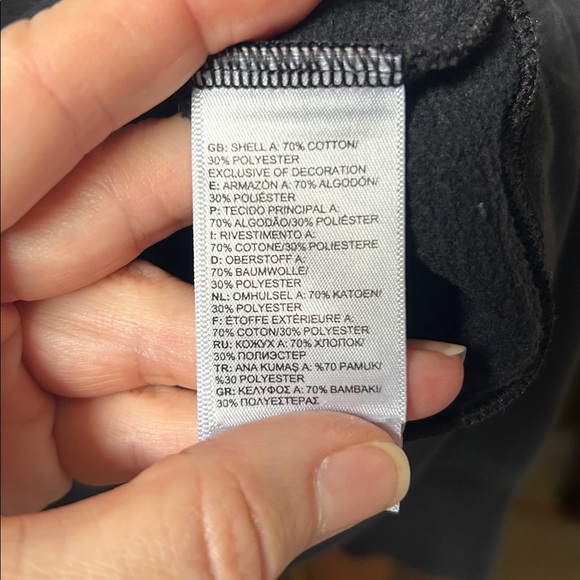 GB: SHELL A: 70% COTTON/
30% POLYESTER
EXCLUSIVE OF DECORATION
E: ARMAZÓN A: 70% ALGODÓN/
30% POLIÉSTER
P: TECIDO PRINCIPAL A:
70% ALGODÃO/30% POLIÉSTER
I: RIVESTIMENTO A:
70% COTONE/30% POLIESTERE
D: OBERSTOFF A:
70% BAUMWOLLE/
30% POLYESTER
NL: OMHULSEL A: 70% KATOEN/
30% POLYESTER
F: ÉTOFFE EXTÉRIEURE A:
70% COTON/30% POLYESTER
RU: КОЖУХ A: 70% ХЛОПОК/
30% ПОЛИЭСТЕР
TR: ANA KUMAŞ A: %70 PAMUK/
%30 POLYESTER
GR: ΚΕΛΥΦΟΣ A: 70% ΒΑΜΒΑΚΙ/
30% ΠΟΛΥΕΣΤΕΡΑΣ